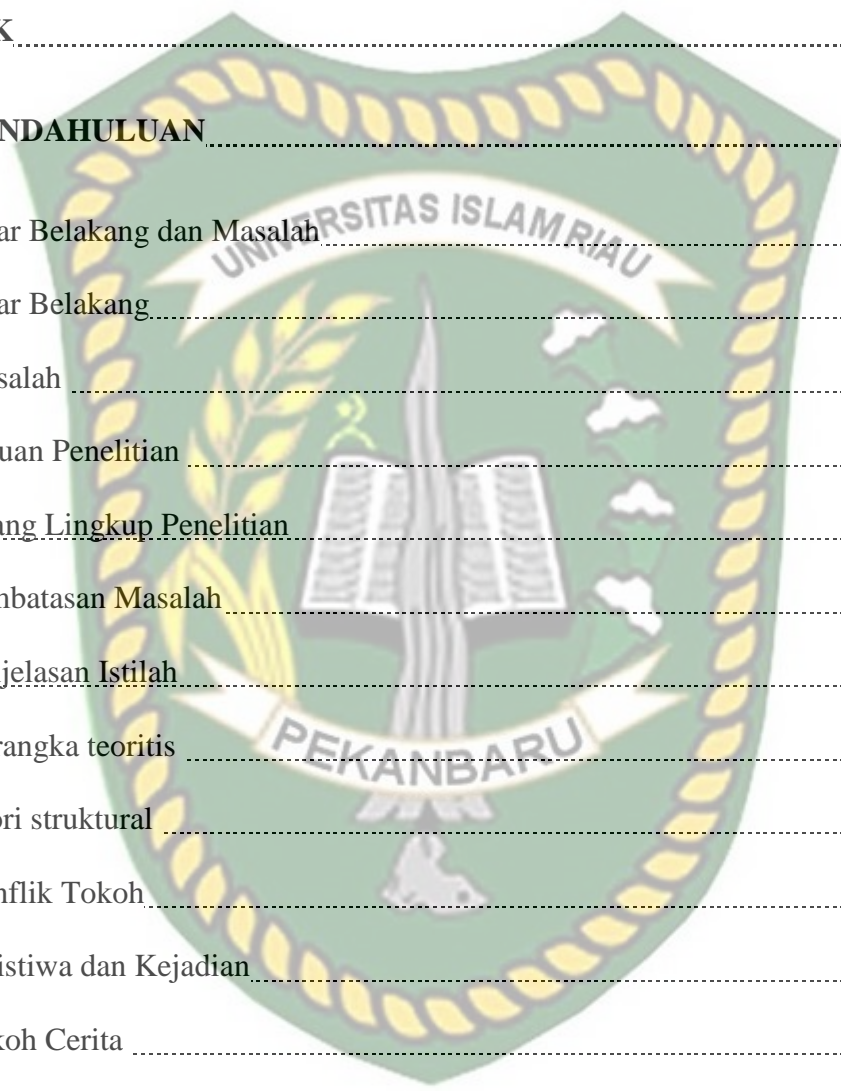 K
NDAHULUAN
ar Belakang dan Masalah
UNIVERSITAS ISLAM RIAU
ar Belakang
salah
uan Penelitian
ang Lingkup Penelitian
nbatasan Masalah
jelasan Istilah
rangka teoritis
PEKANBARU
ori struktural
nflik Tokoh
istiwa dan Kejadian
koh Cerita